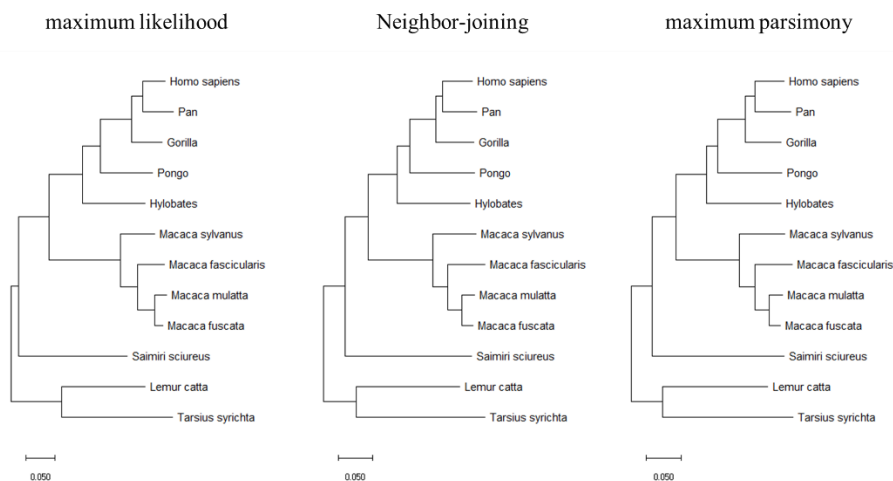 maximum likelihood
Homo sapiens
Pan
Gorilla
Pongo
Hylobates
Macaca sylvanus
Macaca fascicularis
Macaca mulatta
Macaca fuscata
Saimiri sciureus
Lemur catta
Tarsius syrichta
0.050
Neighbor-joining
Homo sapiens
Pan
Gorilla
Pongo
Hylobates
Macaca sylvanus
Macaca fascicularis
Macaca mulatta
Macaca fuscata
Saimiri sciureus
Lemur catta
Tarsius syrichta
0.050
maximum parsimony
Homo sapiens
Pan
Gorilla
Pongo
Hylobates
Macaca sylvanus
Macaca fascicularis
Macaca mulatta
Macaca fuscata
Saimiri sciureus
Lemur catta
Tarsius syrichta
0.050